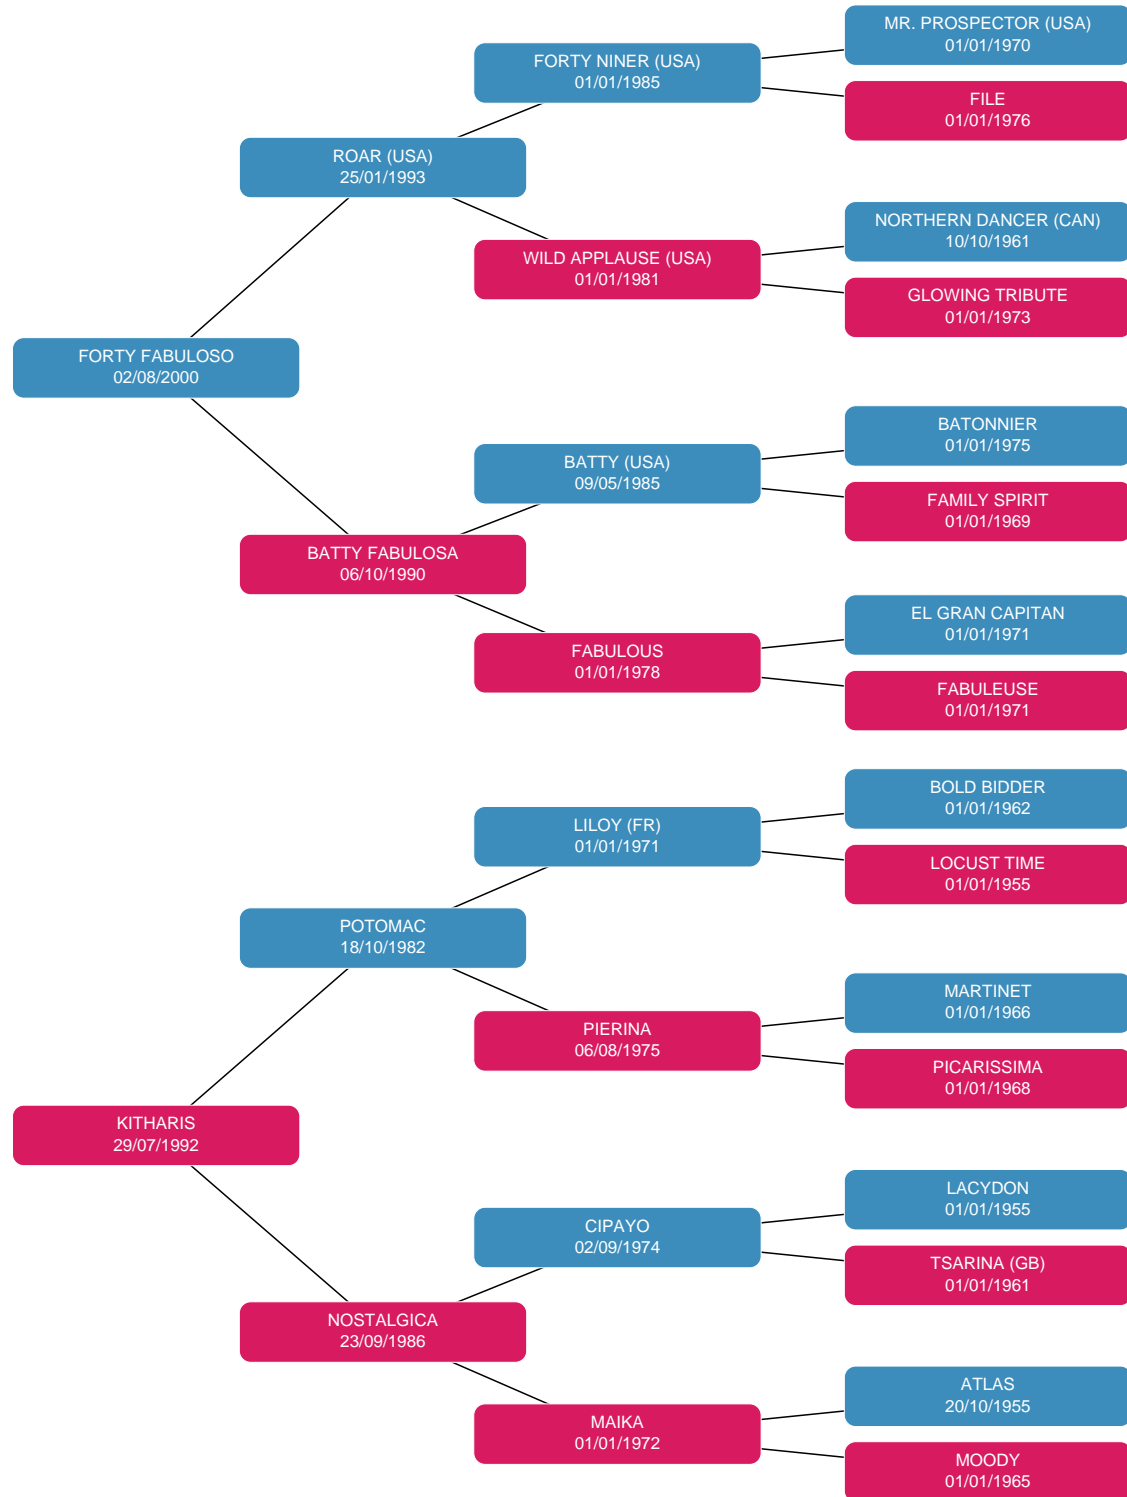 MR. PROSPECTOR (USA)
01/01/1970
FORTY NINER (USA)
01/01/1985
FILE
01/01/1976
ROAR (USA)
25/01/1993
NORTHERN DANCER (CAN)
10/10/1961
WILD APPLAUSE (USA)
01/01/1981
GLOWING TRIBUTE
01/01/1973
FORTY FABULOSO
02/08/2000
BATONNIER
01/01/1975
BATTY (USA)
09/05/1985
FAMILY SPIRIT
01/01/1969
BATTY FABULOSA
06/10/1990
EL GRAN CAPITAN
01/01/1971
FABULOUS
01/01/1978
FABULEUSE
01/01/1971
BOLD BIDDER
01/01/1962
LILOY (FR)
01/01/1971
LOCUST TIME
01/01/1955
POTOMAC
18/10/1982
MARTINET
01/01/1966
PIERINA
06/08/1975
PICARISSIMA
01/01/1968
KITHARIS
29/07/1992
LACYDON
01/01/1955
CIPAYO
02/09/1974
TSARINA (GB)
01/01/1961
NOSTALGICA
23/09/1986
ATLAS
20/10/1955
MAIKA
01/01/1972
MOODY
01/01/1965